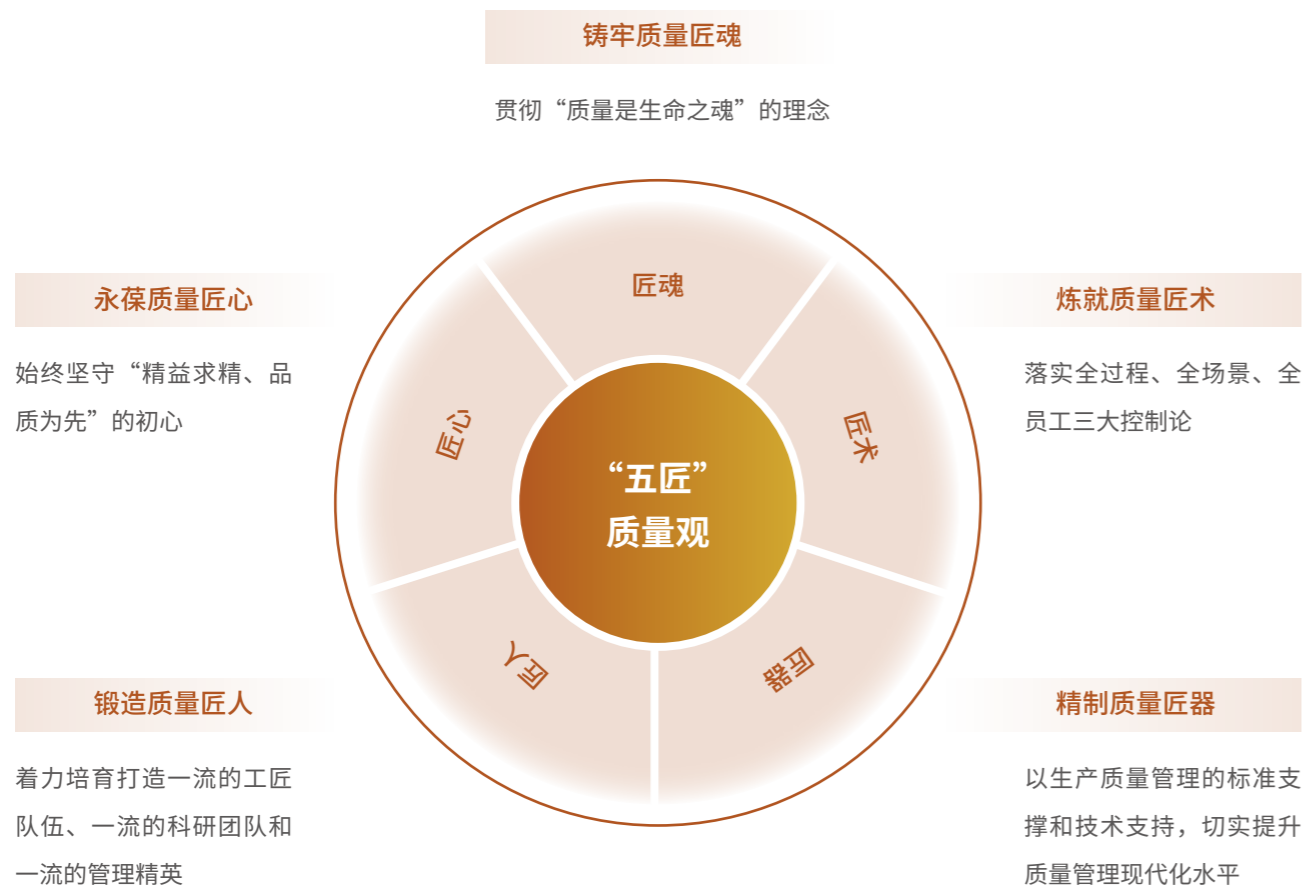 铸牢质量匠魂
贯彻“质量是生命之魂”的理念
永葆质量匠心
始终坚守“精益求精、品
质为先”的初心
炼就质量匠术
落实全过程、全场景、全
员工三大控制论
匠魂
匠心
匠术
“五匠”
质量观
匠人
匠器
锻造质量匠人
着力培育打造一流的工匠
队伍、一流的科研团队和
一流的管理精英
精制质量匠器
以生产质量管理的标准支
撑和技术支持，切实提升
质量管理现代化水平